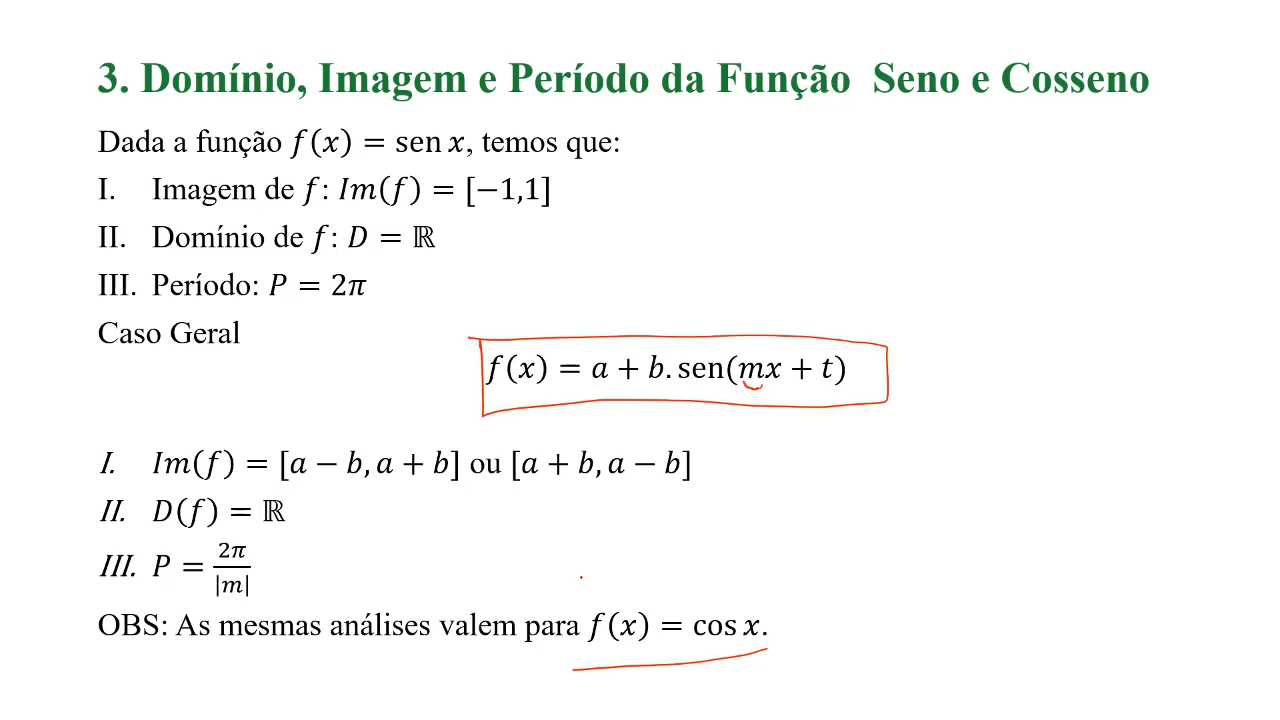 3. Domínio, Imagem e Período da Função Seno e Cosseno
Dada a função 𝑓(𝑥) = sen 𝑥, temos que:
I. Imagem de 𝑓: 𝐼𝑚(𝑓) = [−1,1]
II. Domínio de 𝑓: 𝐷 = ℝ
III. Período: 𝑃 = 2𝜋
Caso Geral
𝑓(𝑥) = 𝑎 + 𝑏. sen(𝑚𝑥 + 𝑡)
I. 𝐼𝑚(𝑓) = [𝑎 − 𝑏, 𝑎 + 𝑏] ou [𝑎 + 𝑏, 𝑎 − 𝑏]
II. 𝐷(𝑓) = ℝ
III. 𝑃 = 2𝜋/|𝑚|
OBS: As mesmas análises valem para 𝑓(𝑥) = cos 𝑥.